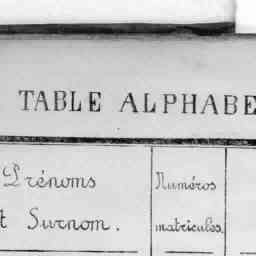 TABLE ALPHABE
Prénoms
t Surnom.
Numéros
matricules.